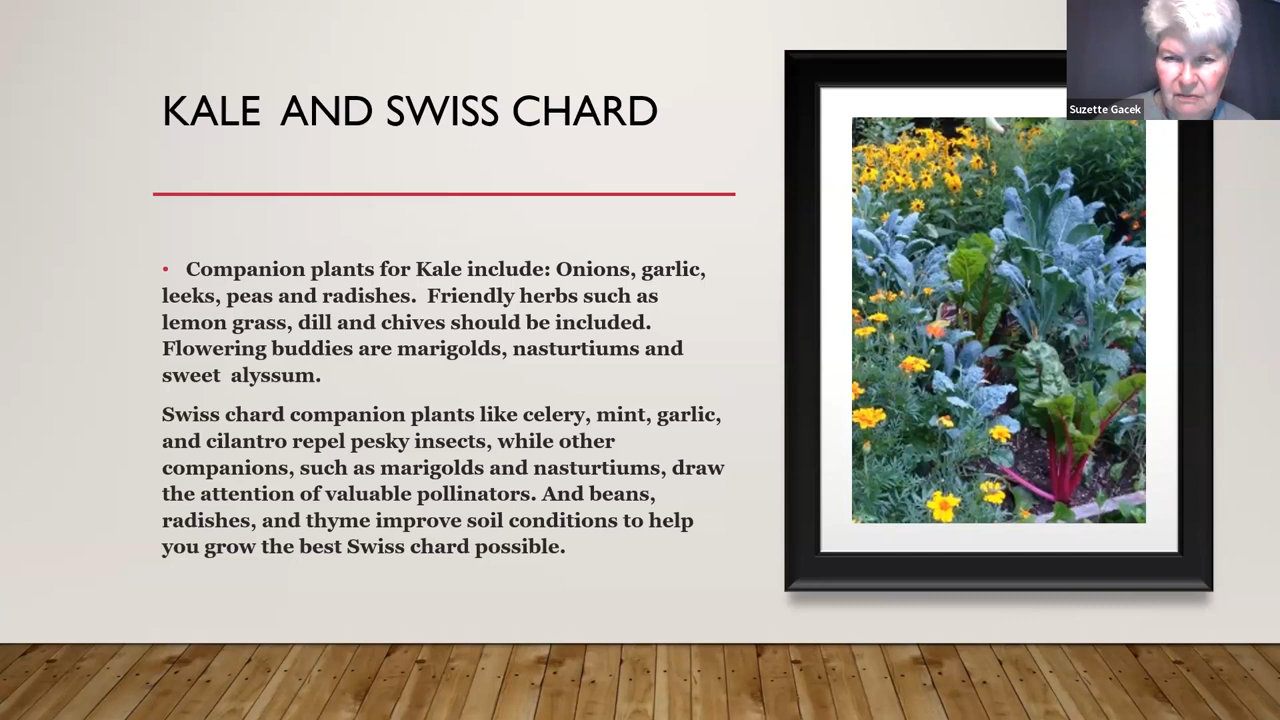 KALE  AND SWISS CHARD
Suzette Gacek
• Companion plants for Kale include: Onions, garlic,
leeks, peas and radishes.  Friendly herbs such as
lemon grass, dill and chives should be included.
Flowering buddies are marigolds, nasturtiums and
sweet  alyssum.
Swiss chard companion plants like celery, mint, garlic,
and cilantro repel pesky insects, while other
companions, such as marigolds and nasturtiums, draw
the attention of valuable pollinators. And beans,
radishes, and thyme improve soil conditions to help
you grow the best Swiss chard possible.